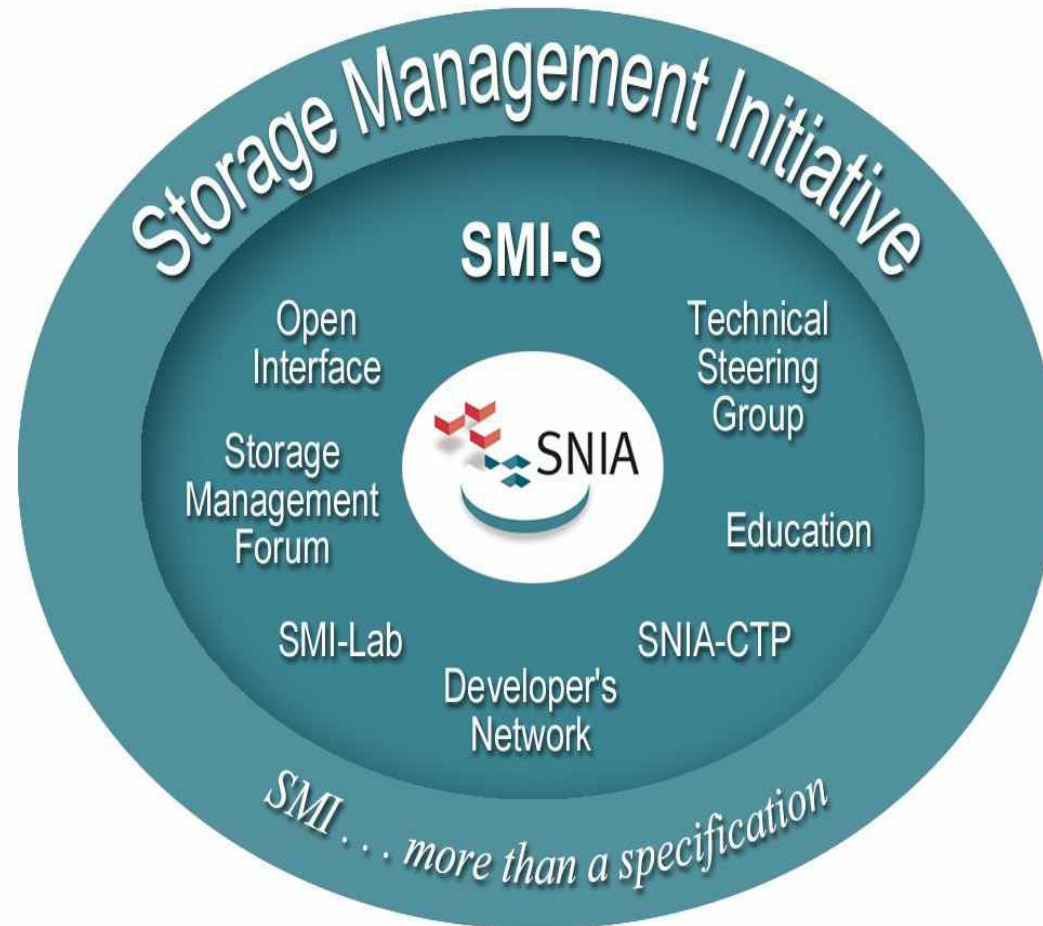 Storage Management Initiative
SMI-S
Open
Interface
Technical
Steering
Group
SNIA
Storage
Management
Forum
Education
SMI-Lab
SNIA-CTP
Developer's
Network
SMI . . . more than a specification